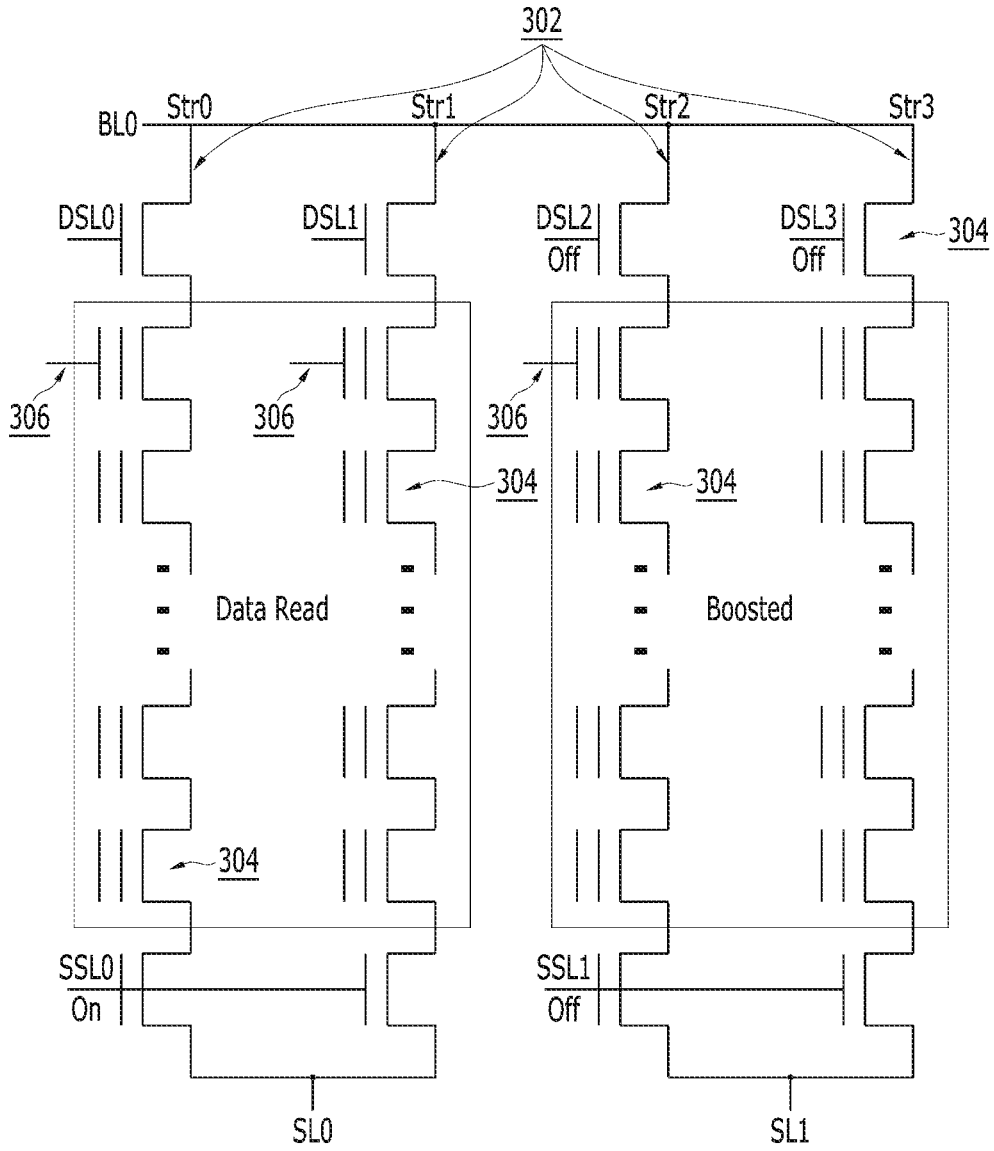 302
BL0 Str0 Str1 Str2 Str3
DSL0 DSL1 DSL2 DSL3
Off Off
304
306 306 306
304 304
Data Read Boosted
304
SSL0 SSL1
On Off
SL0 SL1